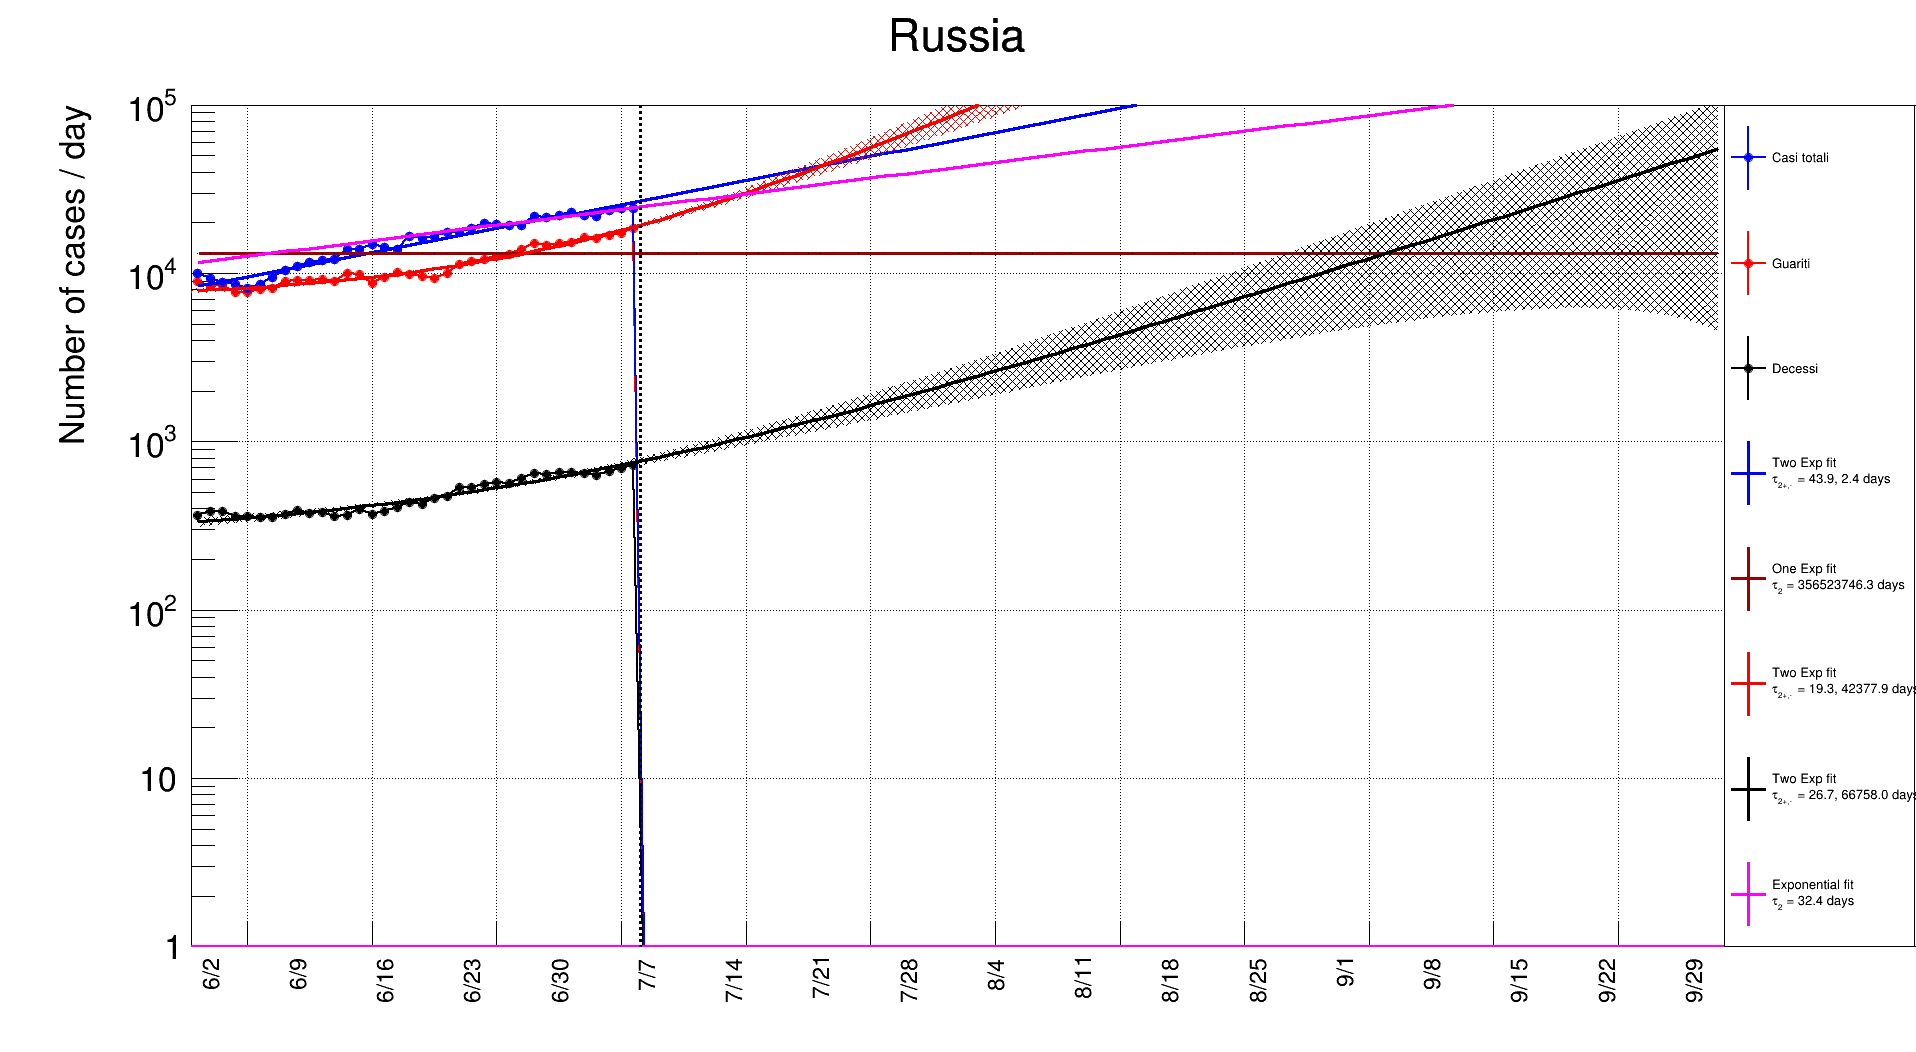 Russia
Number of cases / day
10^5
10^4
10^3
10^2
10
1
6/2 6/9 6/16 6/23 6/30 7/7 7/14 7/21 7/28 8/4 8/11 8/18 8/25 9/1 9/8 9/15 9/22 9/29
Casi totali
Guariti
Decessi
Two Exp fit
τ2+,- = 43.9, 2.4 days
One Exp fit
τ2 = 356523746.3 days
Two Exp fit
τ2+,- = 19.3, 42377.9 days
Two Exp fit
τ2+,- = 26.7, 66758.0 days
Exponential fit
τ2 = 32.4 days